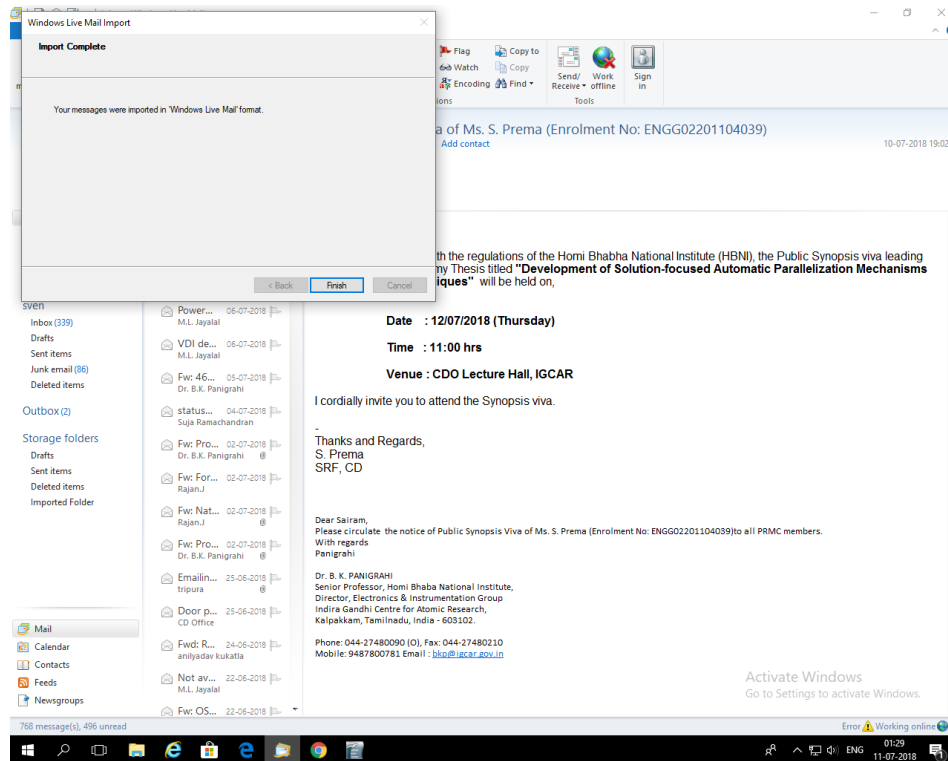 Windows Live Mail Import
Import Complete
Your messages were imported in 'Windows Live Mail' format.
< Back Finish Cancel
Flag Copy to
Watch Copy
Encoding Find
Send/ Receive Work offline Sign in
ions Tools
a of Ms. S. Prema (Enrolment No: ENGG02201104039)
Add contact
10-07-2018 19:02
th the regulations of the Homi Bhabha National Institute (HBNI), the Public Synopsis viva leading
my Thesis titled "Development of Solution-focused Automatic Parallelization Mechanisms
iques" will be held on,
Date : 12/07/2018 (Thursday)
Time : 11:00 hrs
Venue : CDO Lecture Hall, IGCAR
I cordially invite you to attend the Synopsis viva.
-
Thanks and Regards,
S. Prema
SRF, CD
Dear Sairam,
Please circulate the notice of Public Synopsis Viva of Ms. S. Prema (Enrolment No: ENGG02201104039)to all PRMC members.
With regards
Panigrahi
Dr. B. K. PANIGRAHI
Senior Professor, Homi Bhaba National Institute,
Director, Electronics & Instrumentation Group
Indira Gandhi Centre for Atomic Research,
Kalpakkam, Tamilnadu, India - 603102.
Phone: 044-27480090 (O), Fax: 044-27480210
Mobile: 9487800781 Email : bkp@igcar.gov.in
sven
Inbox (339)
Drafts
Sent items
Junk email (86)
Deleted items
Outbox (2)
Storage folders
Drafts
Sent items
Deleted items
Imported Folder
Mail
Calendar
Contacts
Feeds
Newsgroups
Power... 06-07-2018
M.L. Jayalal
VDI de... 06-07-2018
M.L. Jayalal
Fw: 46... 05-07-2018
Dr. B.K. Panigrahi
status... 04-07-2018
Suja Ramachandran
Fw: Pro... 02-07-2018
Dr. B.K. Panigrahi
Fw: For... 02-07-2018
Rajan.J
Fw: Nat... 02-07-2018
Rajan.J
Fw: Pro... 02-07-2018
Dr. B.K. Panigrahi
Emailin... 25-06-2018
tripura
Door p... 25-06-2018
CD Office
Fwd: R... 24-06-2018
anilyadav kukatla
Not av... 22-06-2018
M.L. Jayalal
Fw: OS... 22-06-2018
Activate Windows
Go to Settings to activate Windows.
768 message(s), 496 unread
Error Working online
ENG
01:29
11-07-2018